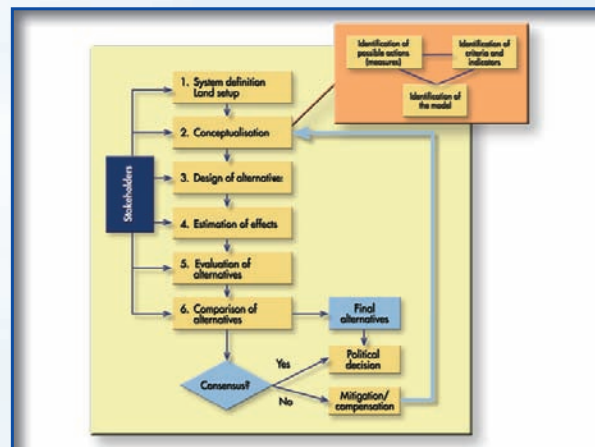 Identification of
possible actions
(measures)
Identification of
criteria and
indicators
Identification of
the model
1. System definition
Land setup
2. Conceptualisation
3. Design of alternatives
4. Estimation of effects
5. Evaluation of
alternatives
6. Comparison of
alternatives
Stakeholders
Final
alternatives
Political
decision
Consensus?
Yes
No
Mitigation/
compensation